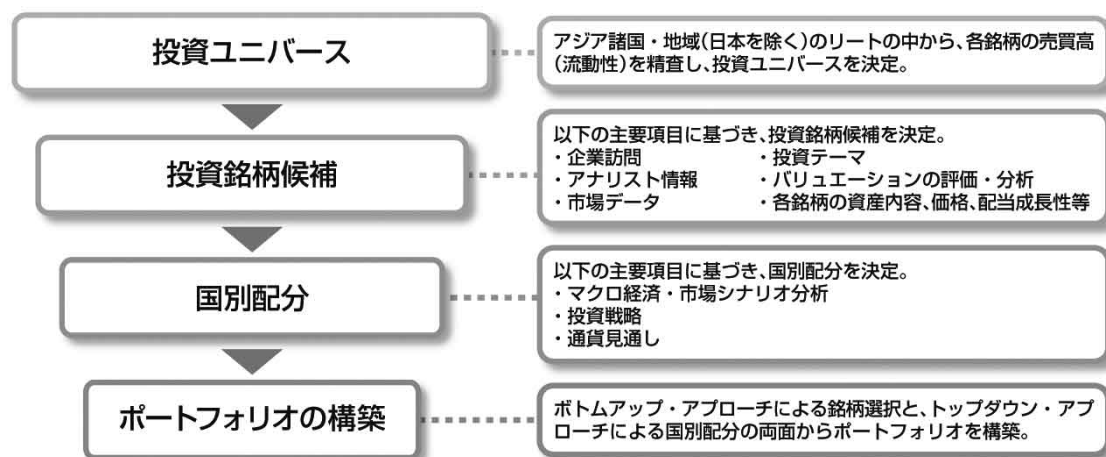 投資ユニバース
アジア諸国・地域(日本を除く)のリートの中から、各銘柄の売買高
(流動性)を精査し、投資ユニバースを決定。
投資銘柄候補
以下の主要項目に基づき、投資銘柄候補を決定。
・企業訪問 ・投資テーマ
・アナリスト情報 ・バリュエーションの評価・分析
・市場データ ・各銘柄の資産内容、価格、配当成長性等
国別配分
以下の主要項目に基づき、国別配分を決定。
・マクロ経済・市場シナリオ分析
・投資戦略
・通貨見通し
ポートフォリオの構築
ボトムアップ・アプローチによる銘柄選択と、トップダウン・アプ
ローチによる国別配分の両面からポートフォリオを構築。